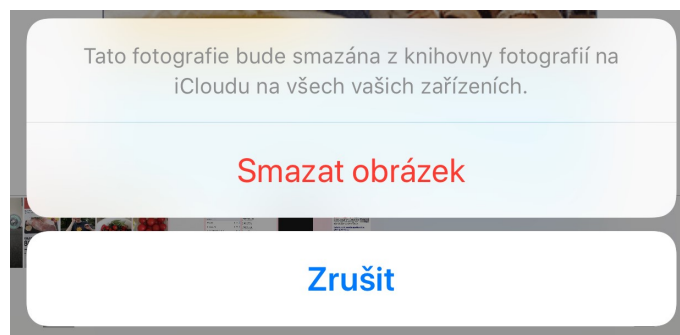 Tato fotografie bude smazána z knihovny fotografií na
iCloudu na všech vašich zařízeních.
Smazat obrázek
Zrušit